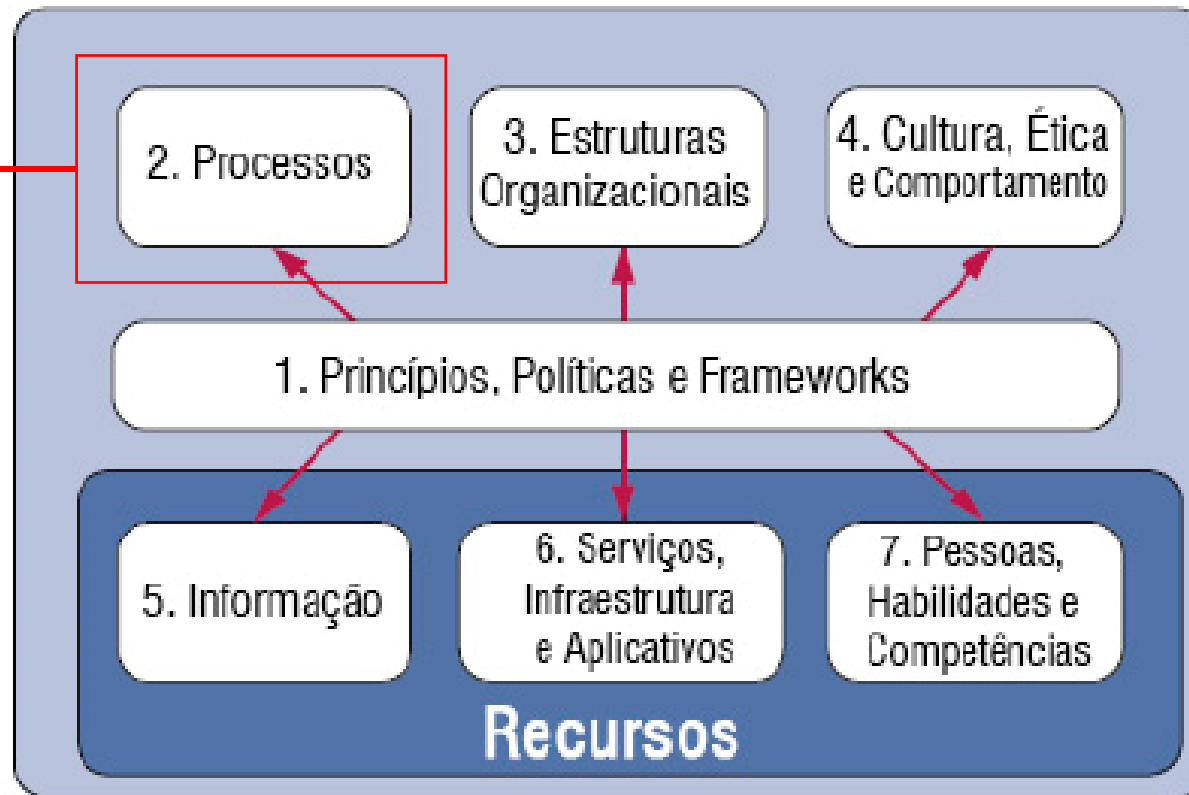 2. Processos
3. Estruturas
Organizacionais
4. Cultura, Ética
e Comportamento
1. Princípios, Políticas e Frameworks
5. Informação
6. Serviços,
Infraestrutura
e Aplicativos
7. Pessoas,
Habilidades e
Competências
Recursos